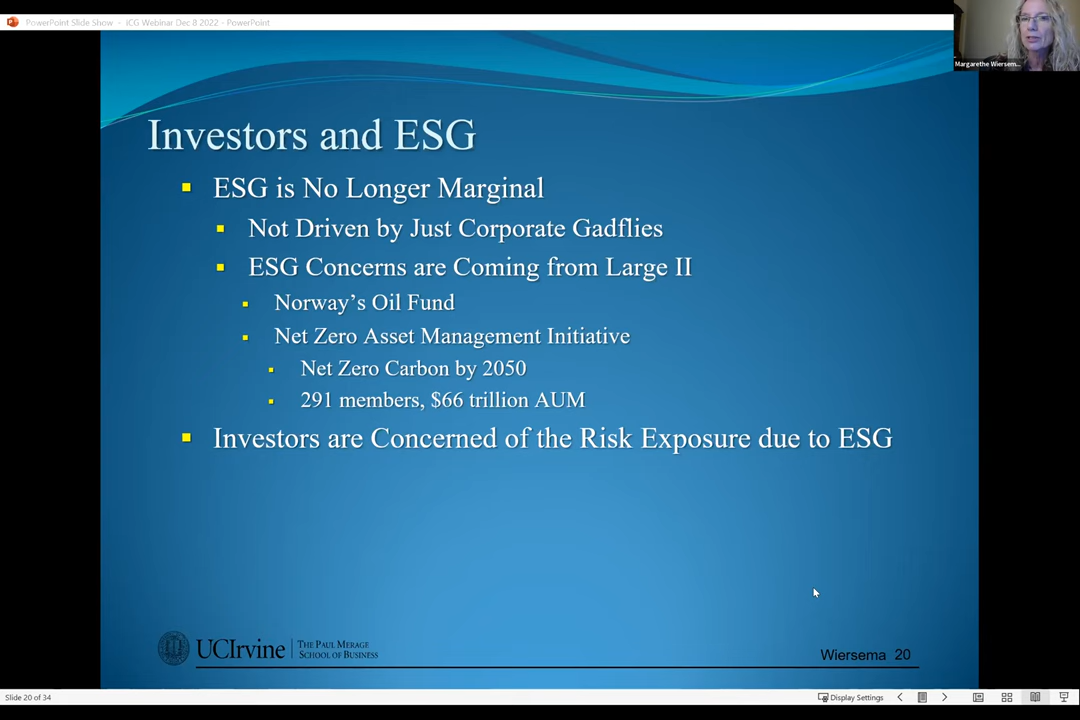 PowerPoint Slide Show - iCG Webinar Dec 8 2022 - PowerPoint
Margarethe Wiersem...
Investors and ESG
ESG is No Longer Marginal
Not Driven by Just Corporate Gadflies
ESG Concerns are Coming from Large II
Norway's Oil Fund
Net Zero Asset Management Initiative
Net Zero Carbon by 2050
291 members, $66 trillion AUM
Investors are Concerned of the Risk Exposure due to ESG
UCIrvine
THE PAUL MERAGE
SCHOOL OF BUSINESS
Wiersema 20
Slide 20 of 34
Display Settings